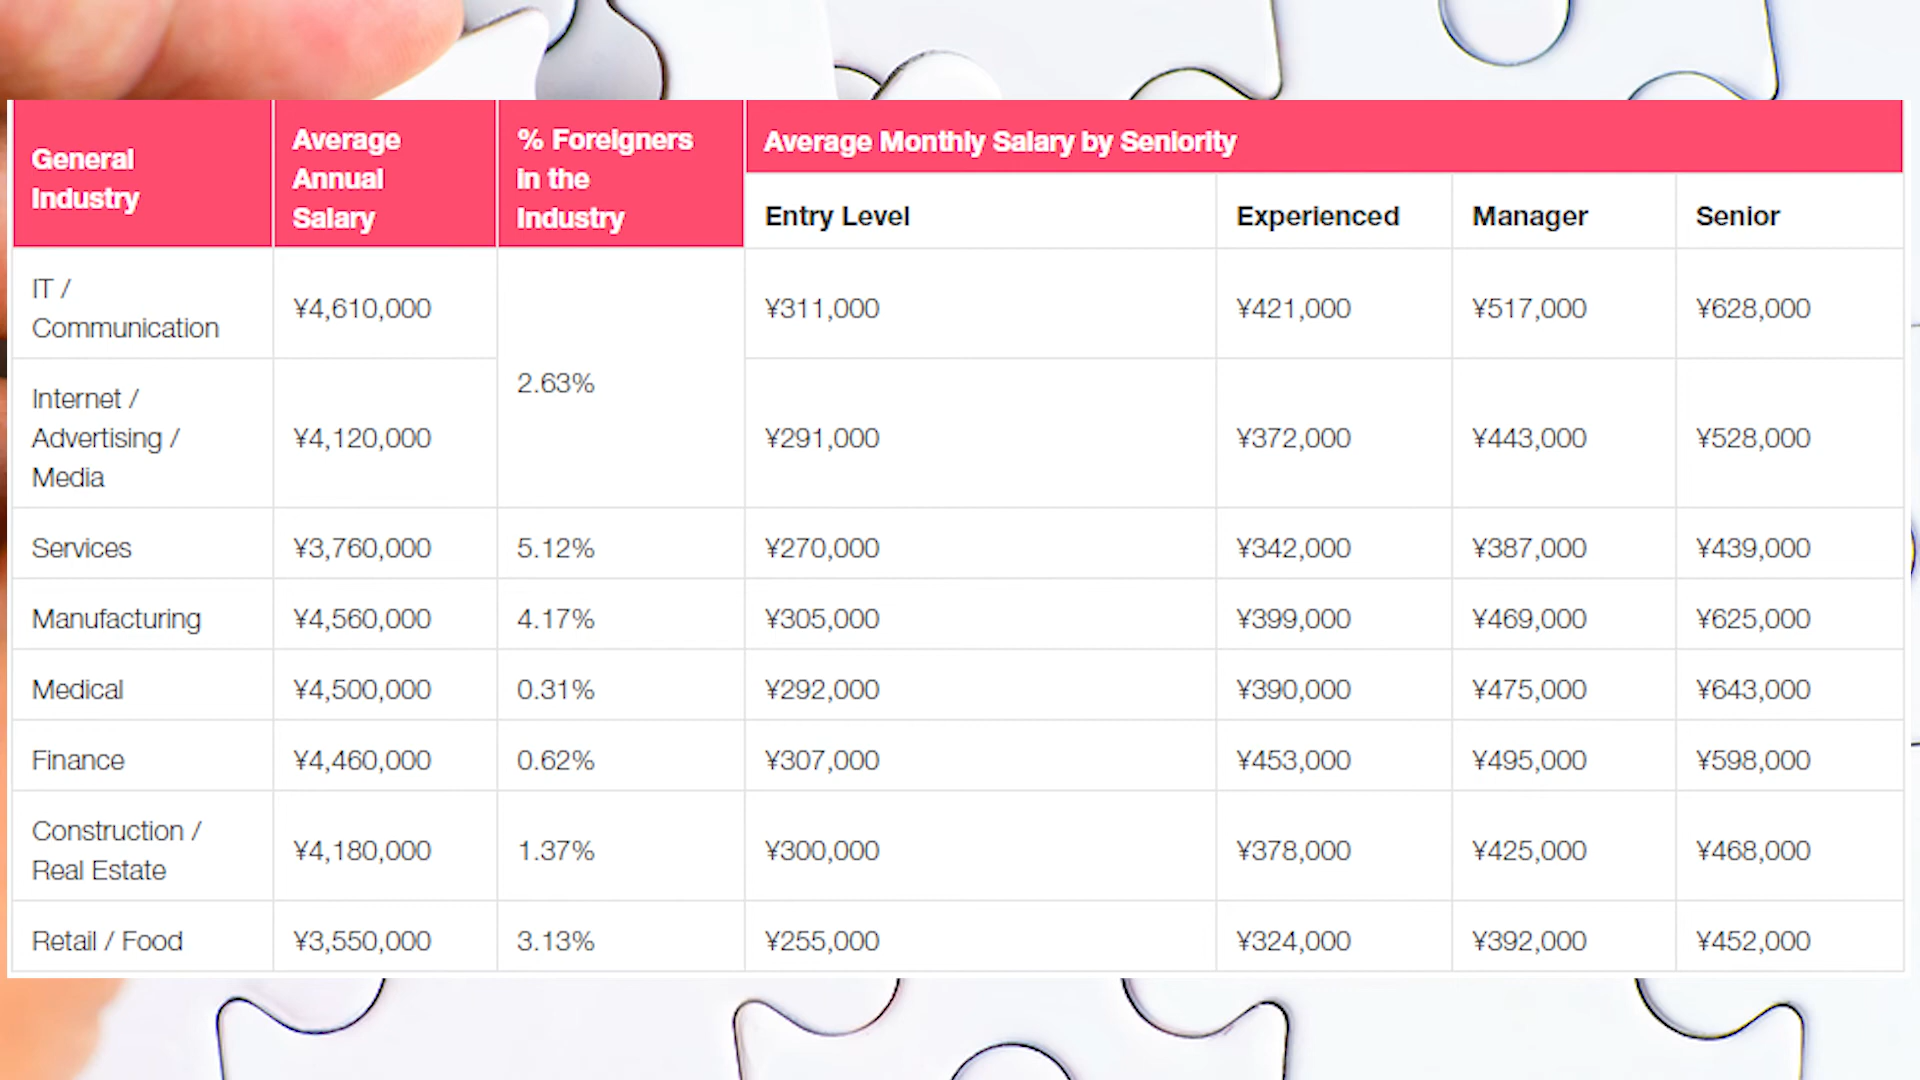 General
Industry
Average
Annual
Salary
% Foreigners
in the
Industry
Average Monthly Salary by Seniority
Entry Level
Experienced
Manager
Senior
IT /
Communication
¥4,610,000
2.63%
¥311,000
¥421,000
¥517,000
¥628,000
Internet /
Advertising /
Media
¥4,120,000
¥291,000
¥372,000
¥443,000
¥528,000
Services
¥3,760,000
5.12%
¥270,000
¥342,000
¥387,000
¥439,000
Manufacturing
¥4,560,000
4.17%
¥305,000
¥399,000
¥469,000
¥625,000
Medical
¥4,500,000
0.31%
¥292,000
¥390,000
¥475,000
¥643,000
Finance
¥4,460,000
0.62%
¥307,000
¥453,000
¥495,000
¥598,000
Construction /
Real Estate
¥4,180,000
1.37%
¥300,000
¥378,000
¥425,000
¥468,000
Retail / Food
¥3,550,000
3.13%
¥255,000
¥324,000
¥392,000
¥452,000